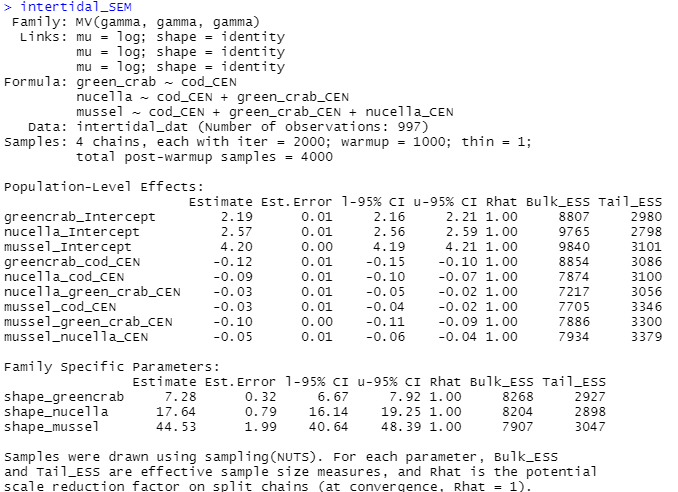 > intertidal_SEM
Family: MV(gamma, gamma, gamma)
Links: mu = log; shape = identity
mu = log; shape = identity
mu = log; shape = identity
Formula: green_crab ~ cod_CEN
nucella ~ cod_CEN + green_crab_CEN
mussel ~ cod_CEN + green_crab_CEN + nucella_CEN
Data: intertidal_dat (Number of observations: 997)
Samples: 4 chains, each with iter = 2000; warmup = 1000; thin = 1;
total post-warmup samples = 4000
Population-Level Effects:
Estimate Est.Error l-95% CI u-95% CI Rhat Bulk_ESS Tail_ESS
greencrab_Intercept 2.19 0.01 2.16 2.21 1.00 8807 2980
nucella_Intercept 2.57 0.01 2.56 2.59 1.00 9765 2798
mussel_Intercept 4.20 0.00 4.19 4.21 1.00 9840 3101
greencrab_cod_CEN -0.12 0.01 -0.15 -0.10 1.00 8854 3086
nucella_cod_CEN -0.09 0.01 -0.10 -0.07 1.00 7874 3100
nucella_green_crab_CEN -0.03 0.01 -0.05 -0.02 1.00 7217 3056
mussel_cod_CEN -0.03 0.01 -0.04 -0.02 1.00 7705 3346
mussel_green_crab_CEN -0.10 0.00 -0.11 -0.09 1.00 7886 3300
mussel_nucella_CEN -0.05 0.01 -0.06 -0.04 1.00 7934 3379
Family Specific Parameters:
Estimate Est.Error l-95% CI u-95% CI Rhat Bulk_ESS Tail_ESS
shape_greencrab 7.28 0.32 6.67 7.92 1.00 8268 2927
shape_nucella 17.64 0.79 16.14 19.25 1.00 8204 2898
shape_mussel 44.53 1.99 40.64 48.39 1.00 7907 3047
Samples were drawn using sampling(NUTS). For each parameter, Bulk_ESS
and Tail_ESS are effective sample size measures, and Rhat is the potential
scale reduction factor on split chains (at convergence, Rhat = 1).